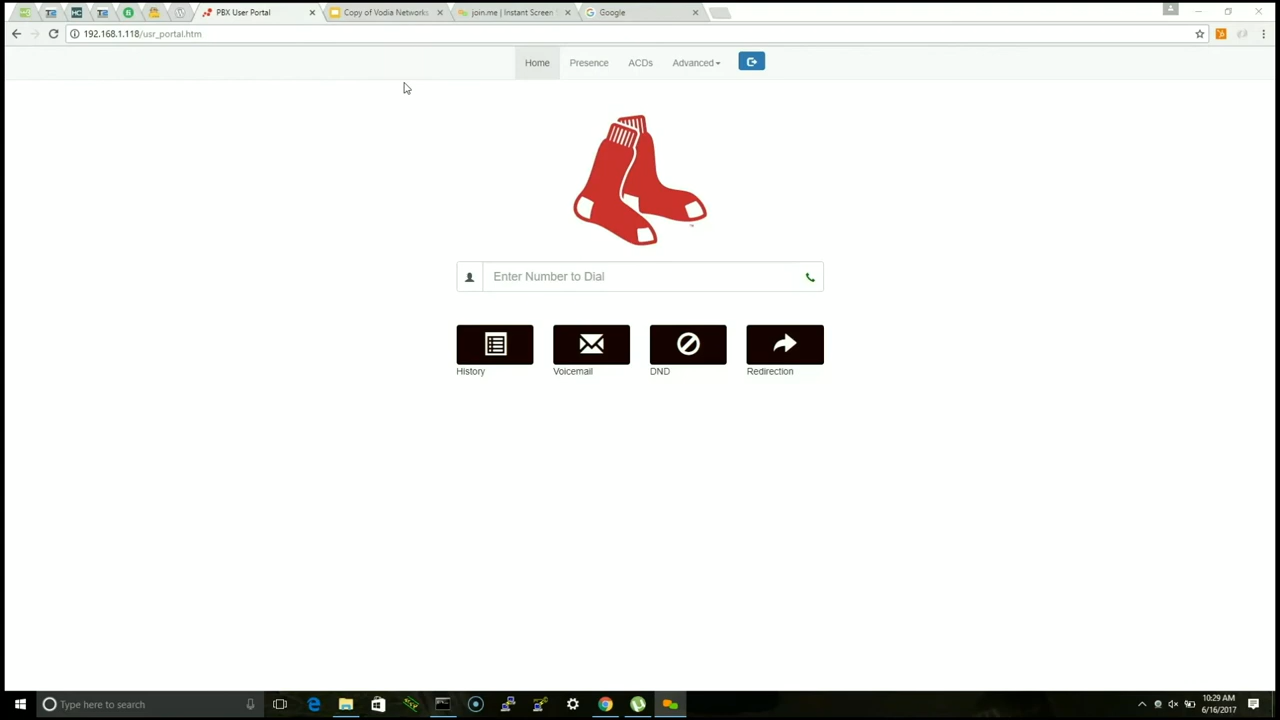 PBX User Portal
Copy of Vodia Networks
join.me | Instant Screen
Google
192.168.1.118/usr_portal.htm
Home
Presence
ACDs
Advanced
Enter Number to Dial
History
Voicemail
DND
Redirection
Type here to search
10:29 AM
6/16/2017